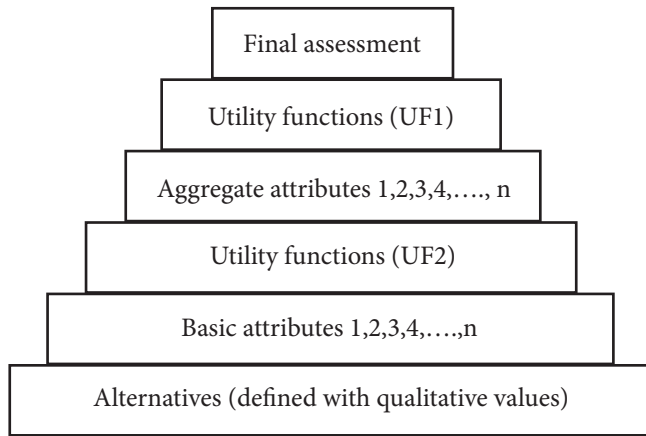 Final assessment
Utility functions (UF1)
Aggregate attributes 1,2,3,4,…., n
Utility functions (UF2)
Basic attributes 1,2,3,4,….,n
Alternatives (defined with qualitative values)